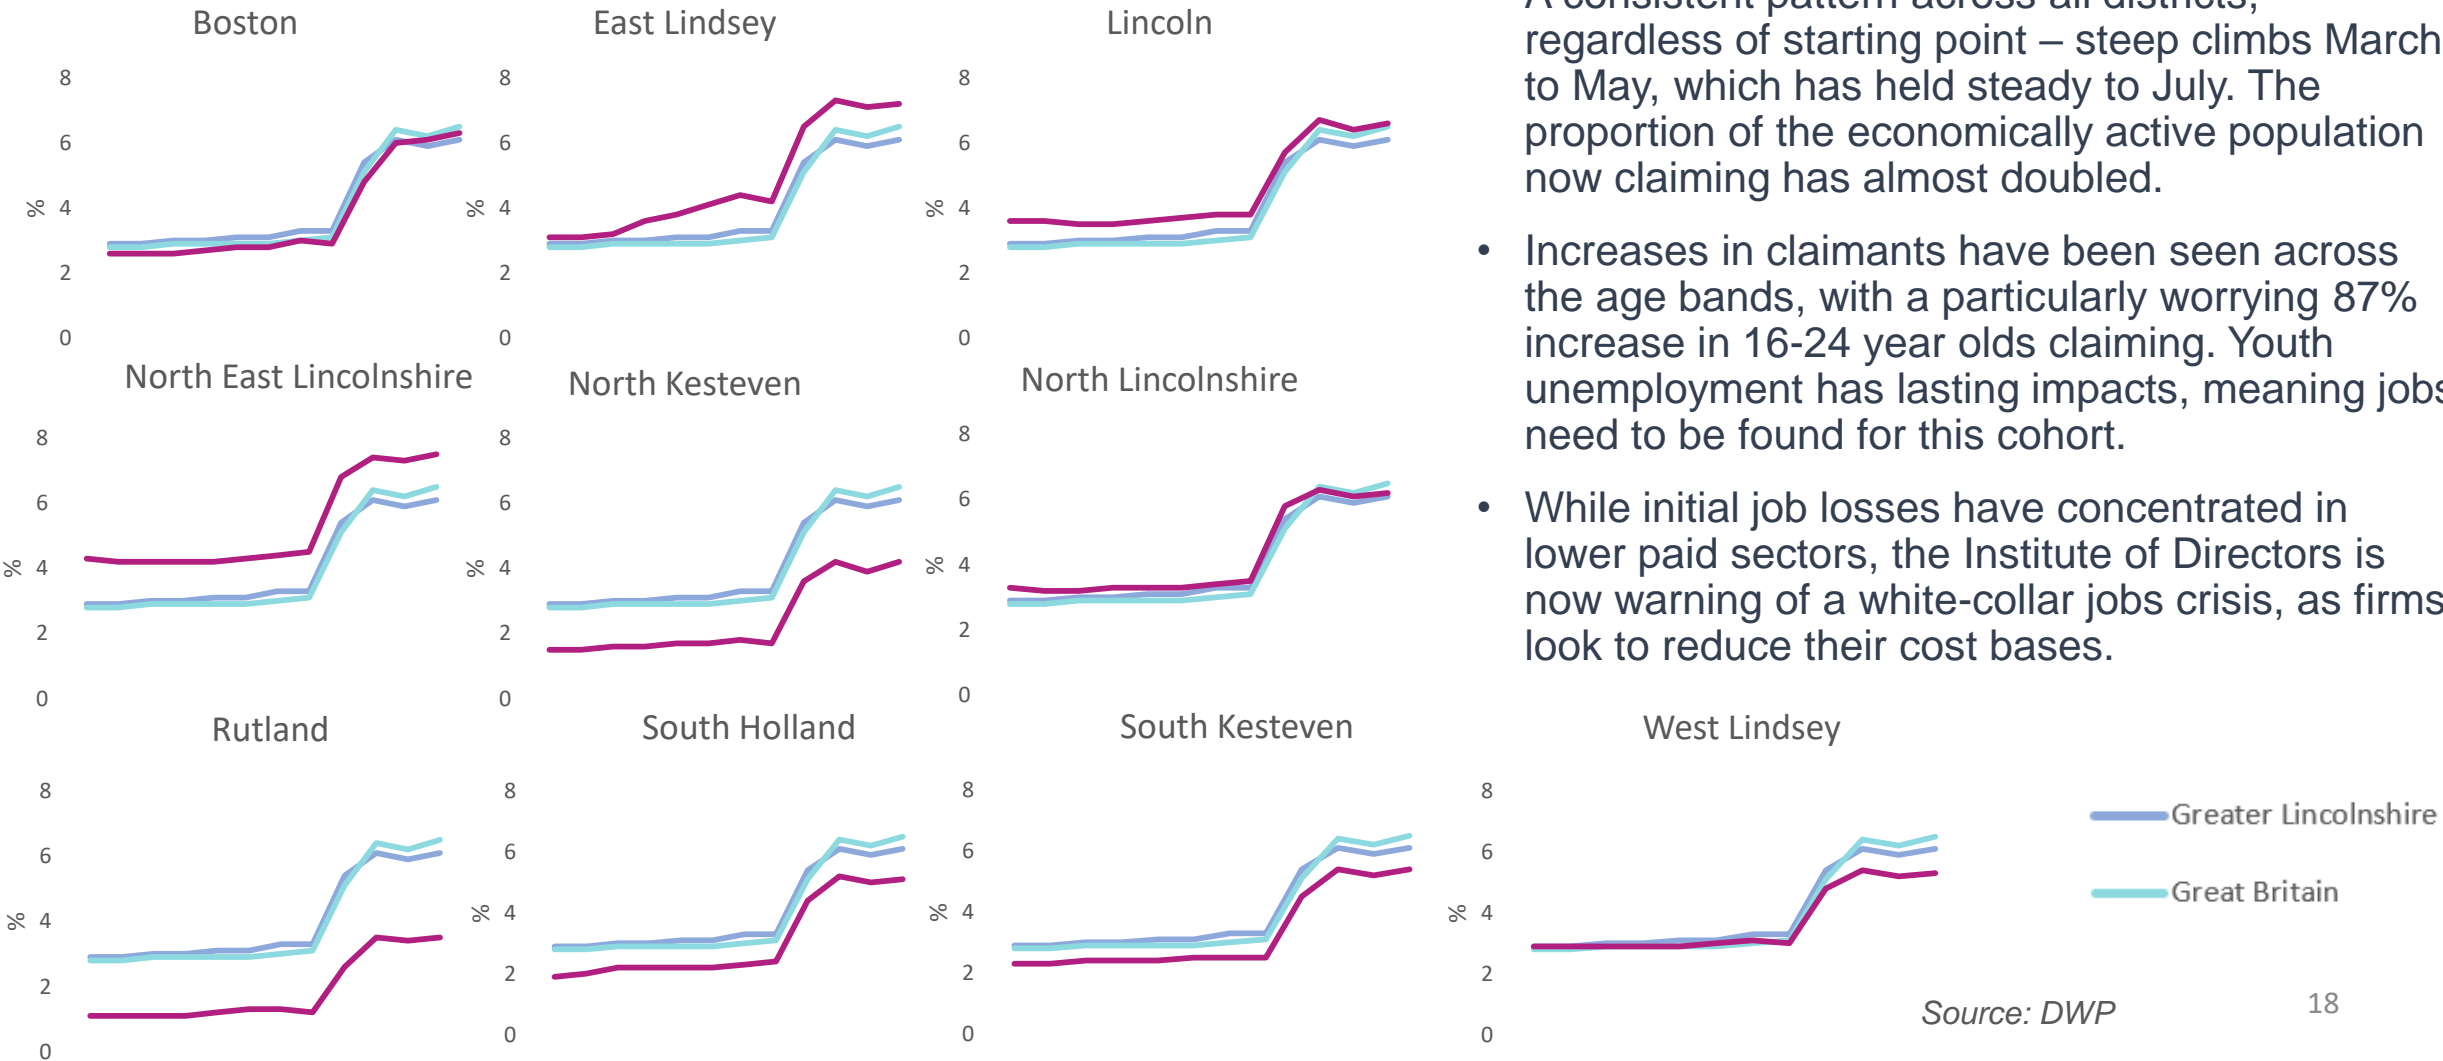 Boston
8
6
% 4
2
0
East Lindsey
8
6
% 4
2
0
Lincoln
8
6
% 4
2
0
A consistent pattern across all districts,
regardless of starting point – steep climbs March
to May, which has held steady to July. The
proportion of the economically active population
now claiming has almost doubled.
• Increases in claimants have been seen across
the age bands, with a particularly worrying 87%
increase in 16-24 year olds claiming. Youth
unemployment has lasting impacts, meaning jobs
need to be found for this cohort.
• While initial job losses have concentrated in
lower paid sectors, the Institute of Directors is
now warning of a white-collar jobs crisis, as firms
look to reduce their cost bases.
North East Lincolnshire
8
6
% 4
2
0
North Kesteven
8
6
% 4
2
0
North Lincolnshire
8
6
% 4
2
0
Rutland
8
6
% 4
2
0
South Holland
8
6
% 4
2
0
South Kesteven
8
6
% 4
2
0
West Lindsey
8
6
% 4
2
0
Greater Lincolnshire
Great Britain
Source: DWP
18